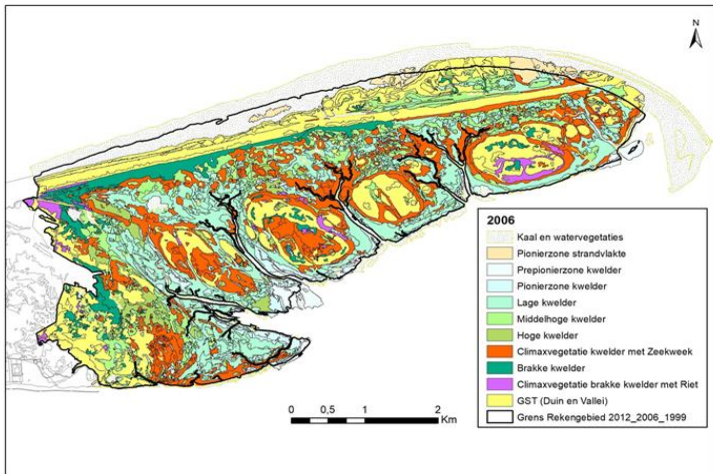 N
2006
Kaal en watervegetaties
Pionierzone strandvlakte
Prepionierzone kwelder
Pionierzone kwelder
Lage kwelder
Middelhoge kwelder
Hoge kwelder
Climaxvegetatie kwelder met Zeekweek
Brakke kwelder
Climaxvegetatie brakke kwelder met Riet
GST (Duin en Vallei)
Grens Rekengebied 2012_2006_1999
0 0,5 1 2
Km